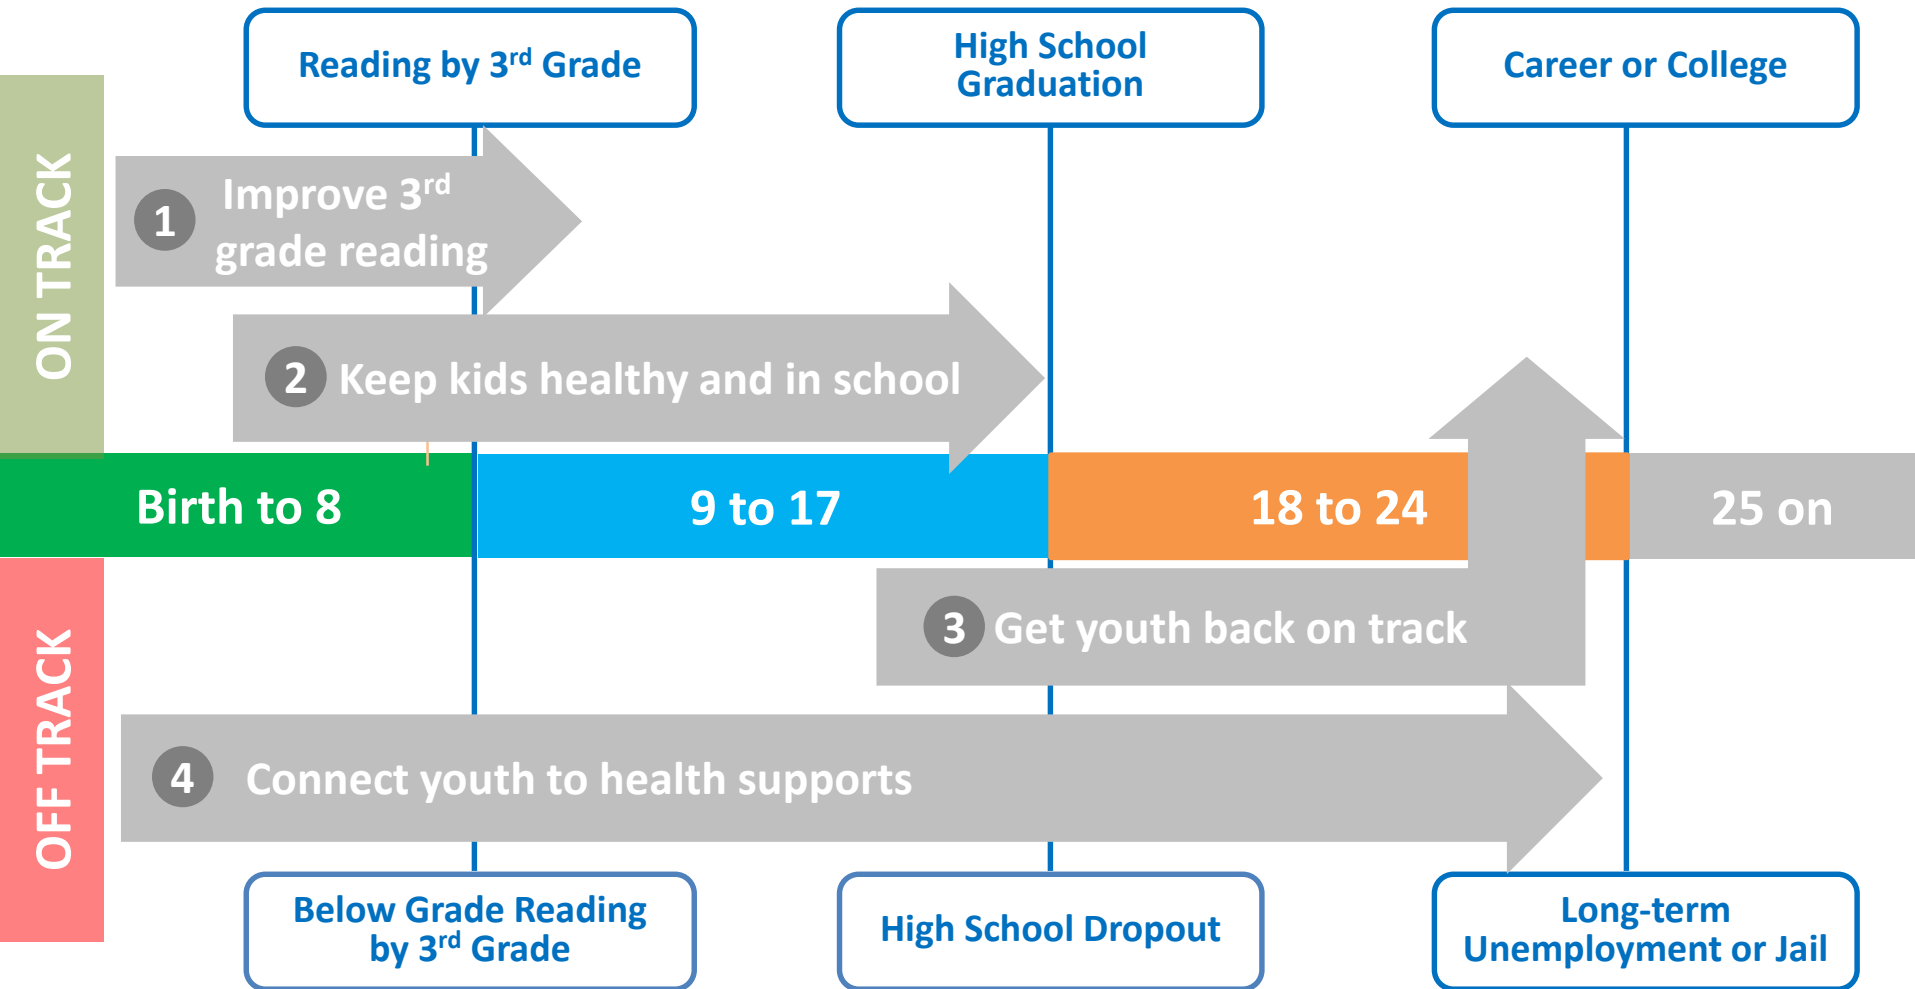 Reading by 3rd Grade
High School
Graduation
Career or College
ON TRACK
1
Improve 3rd
grade reading
2
Keep kids healthy and in school
Birth to 8
9 to 17
18 to 24
25 on
OFF TRACK
3
Get youth back on track
4
Connect youth to health supports
Below Grade Reading
by 3rd Grade
High School Dropout
Long-term
Unemployment or Jail